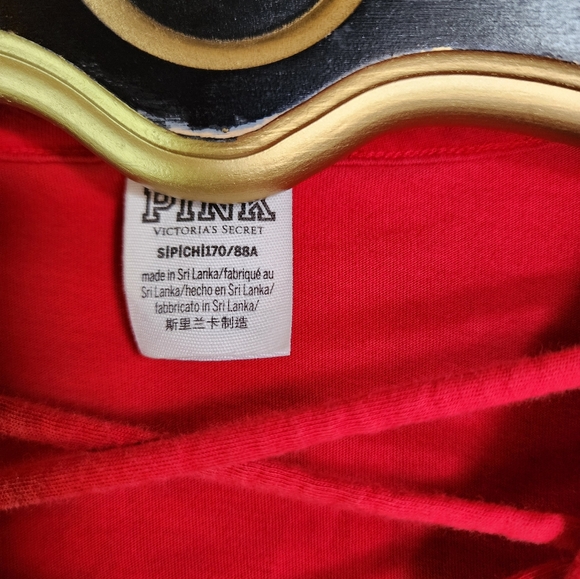 PINK
VICTORIA'S SECRET
S|P|CH|170/88A
made in Sri Lanka/fabriqué au
Sri Lanka/hecho en Sri Lanka/
fabbricato in Sri Lanka/
斯里兰卡制造